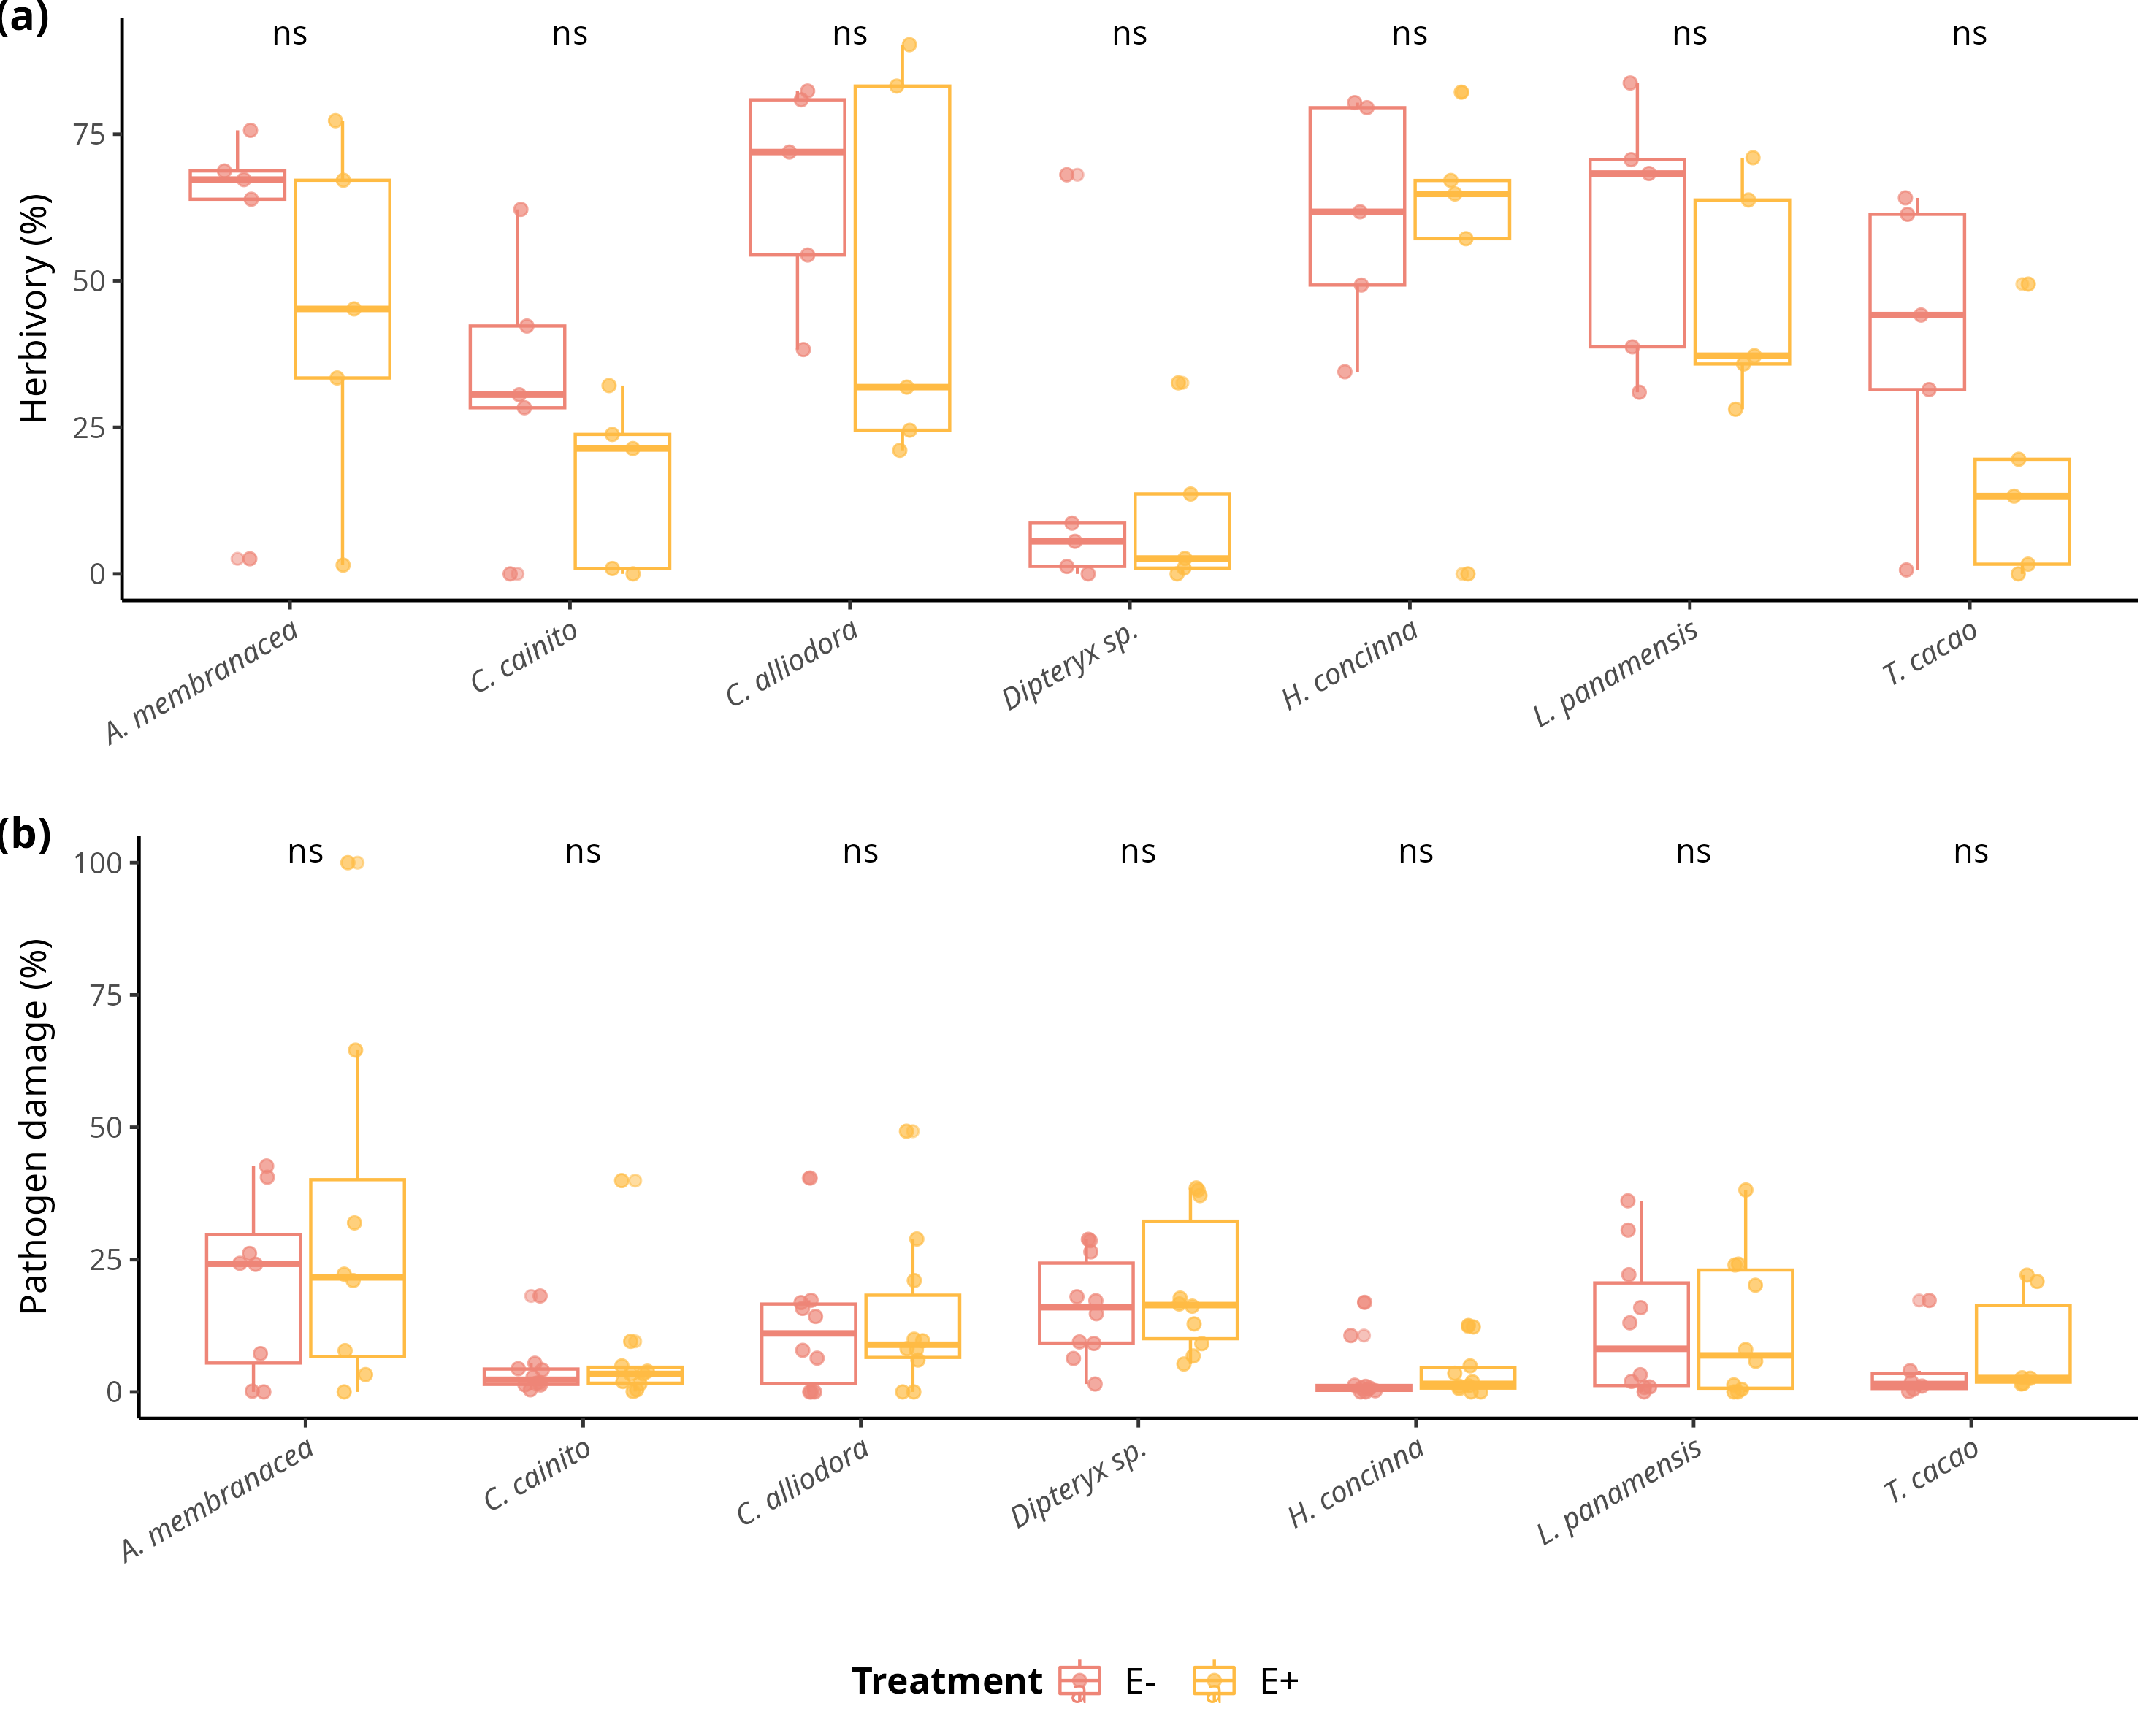 (a)
ns ns ns ns ns ns ns
Herbivory (%)
75
50
25
0
A. membranacea C. cainito C. alliodora Dipteryx sp. H. concinna L. panamensis T. cacao
(b)
ns ns ns ns ns ns ns
Pathogen damage (%)
100
75
50
25
0
A. membranacea C. cainito C. alliodora Dipteryx sp. H. concinna L. panamensis T. cacao
Treatment E- E+